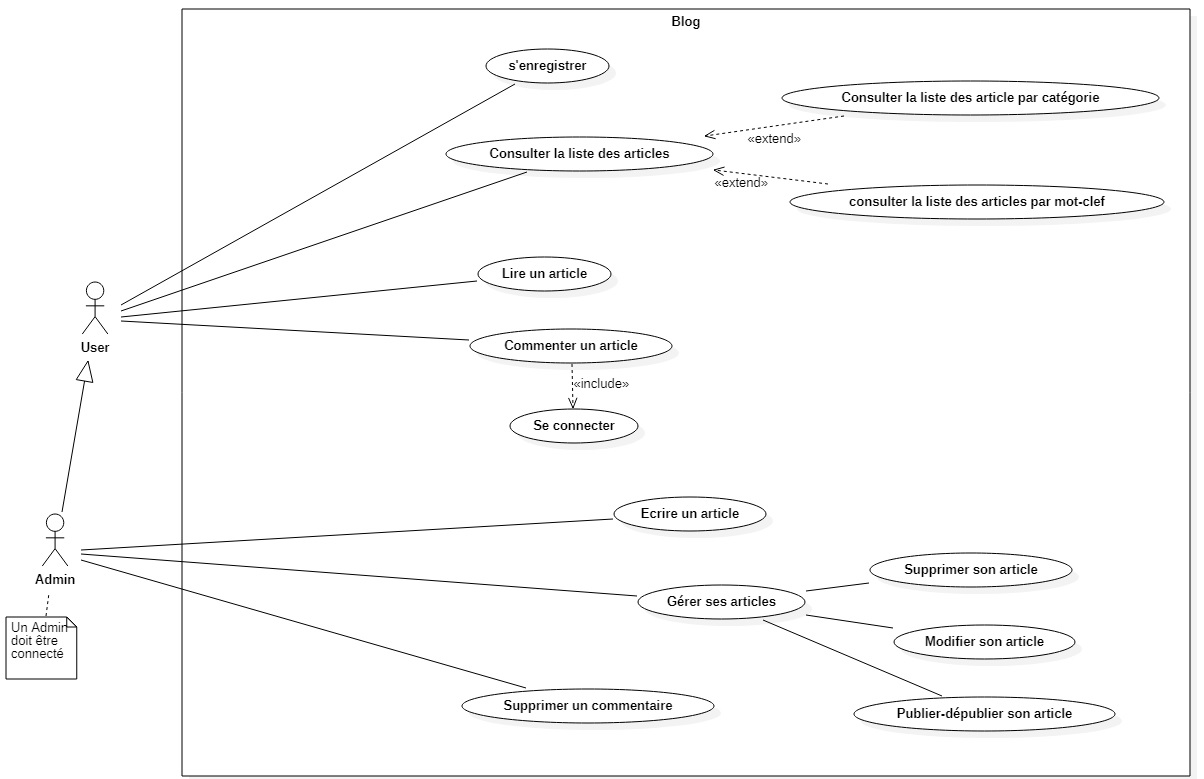 Blog
s'enregistrer
Consulter la liste des article par catégorie
«extend»
Consulter la liste des articles
«extend»
consulter la liste des articles par mot-clef
Lire un article
User
Commenter un article
«include»
Se connecter
Ecrire un article
Admin
Supprimer son article
Gérer ses articles
Un Admin
doit être
connecté
Modifier son article
Supprimer un commentaire
Publier-dépublier son article